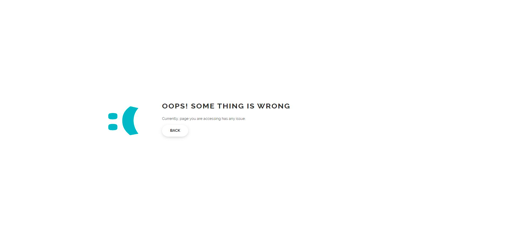 OOPS! SOME THING IS WRONG
Currently, page you are accessing has any issue
BACK